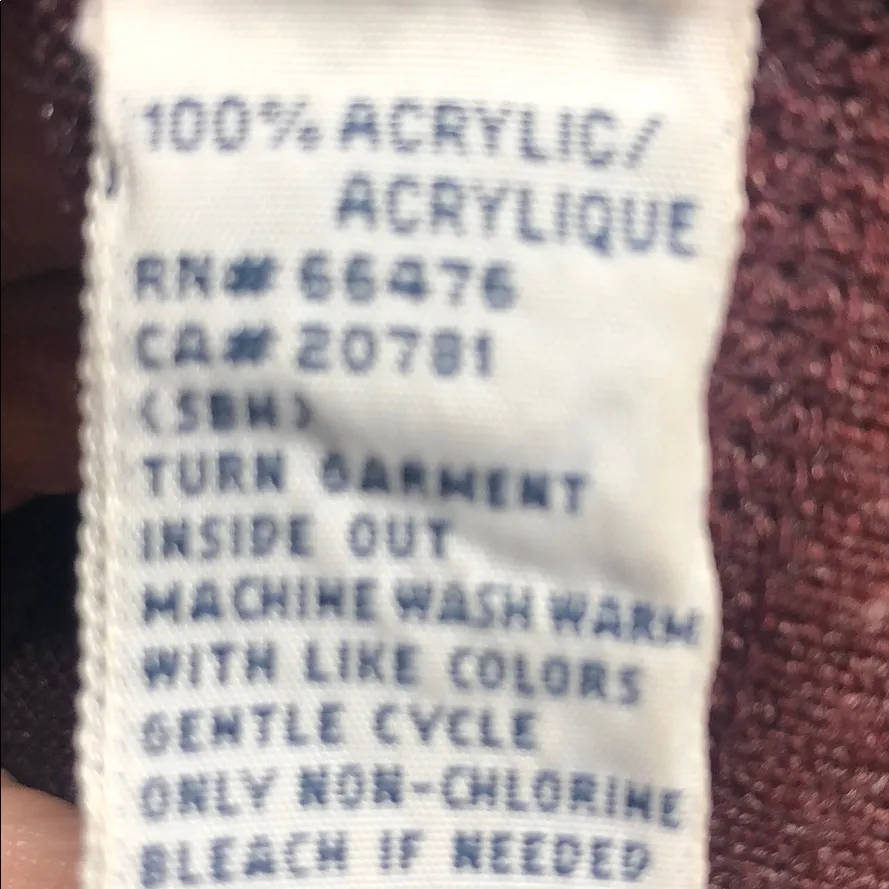 100% ACRYLIC/
ACRYLIQUE
RN# 66476
CA# 20781
(SBH)
TURN GARMENT
INSIDE OUT
MACHINE WASH WARM
WITH LIKE COLORS
GENTLE CYCLE
ONLY NON-CHLORINE
BLEACH IF NEEDED